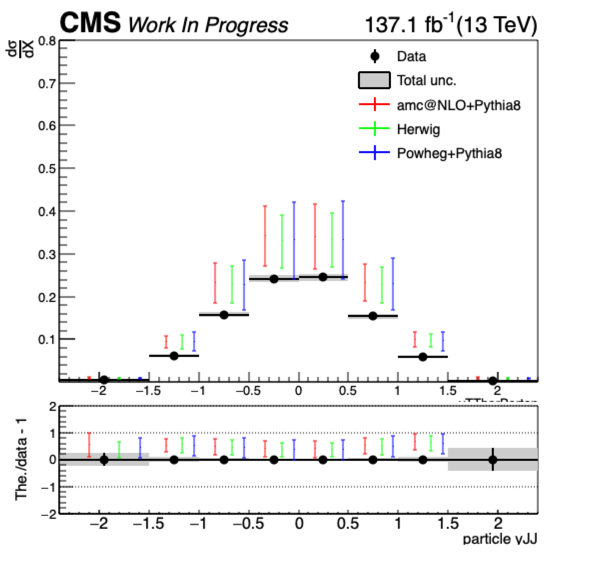 CMS Work In Progress 137.1 fb⁻¹(13 TeV)
dσ
dX
0.8
0.7
0.6
0.5
0.4
0.3
0.2
0.1
Data
Total unc.
amc@NLO+Pythia8
Herwig
Powheg+Pythia8
−2 −1.5 −1 −0.5 0 0.5 1 1.5 2
The./data - 1
2
1
0
−1
−2
−2 −1.5 −1 −0.5 0 0.5 1 1.5 2
particle yJJ